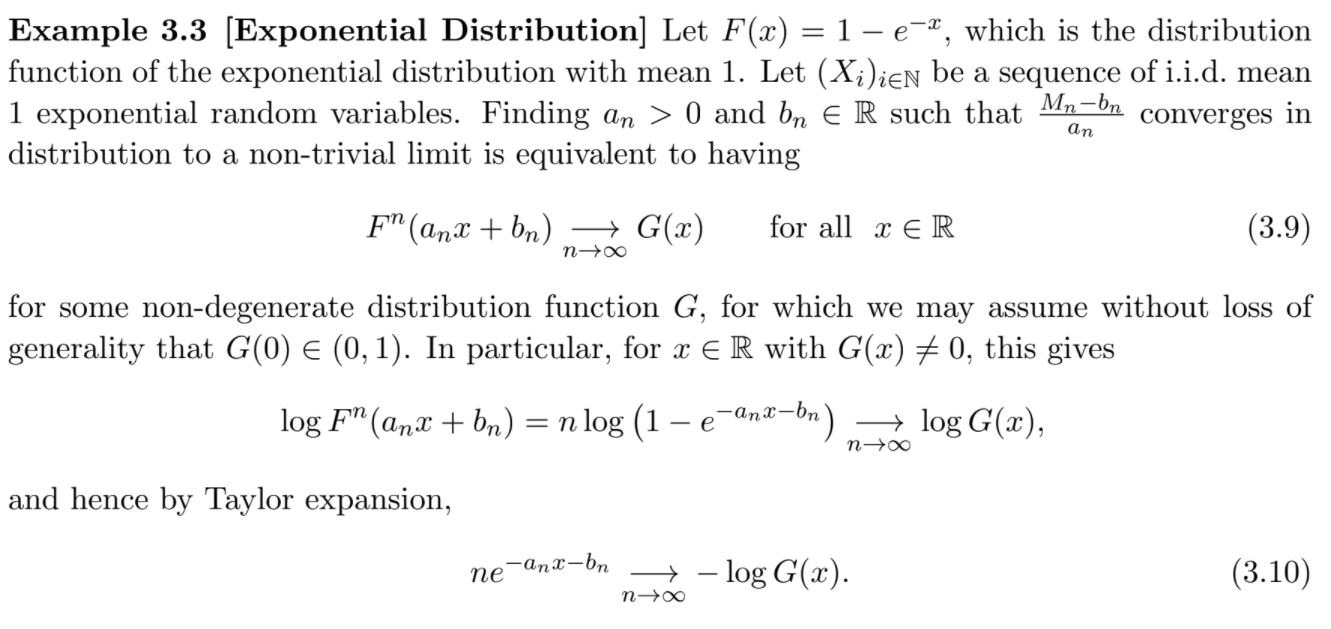 Example 3.3 [Exponential Distribution] Let $F(x) = 1 - e^{-x}$, which is the distribution
function of the exponential distribution with mean 1. Let $(X_i)_{i \in \mathbb{N}}$ be a sequence of i.i.d. mean
1 exponential random variables. Finding $a_n > 0$ and $b_n \in \mathbb{R}$ such that $\frac{M_n - b_n}{a_n}$ converges in
distribution to a non-trivial limit is equivalent to having
$F^n(a_n x + b_n) \underset{n \to \infty}{\longrightarrow} G(x) \qquad \text{for all } x \in \mathbb{R}$ (3.9)
for some non-degenerate distribution function $G$, for which we may assume without loss of
generality that $G(0) \in (0, 1)$. In particular, for $x \in \mathbb{R}$ with $G(x) \neq 0$, this gives
$\log F^n(a_n x + b_n) = n \log \left(1 - e^{-a_n x - b_n}\right) \underset{n \to \infty}{\longrightarrow} \log G(x),$
and hence by Taylor expansion,
$n e^{-a_n x - b_n} \underset{n \to \infty}{\longrightarrow} -\log G(x).$ (3.10)